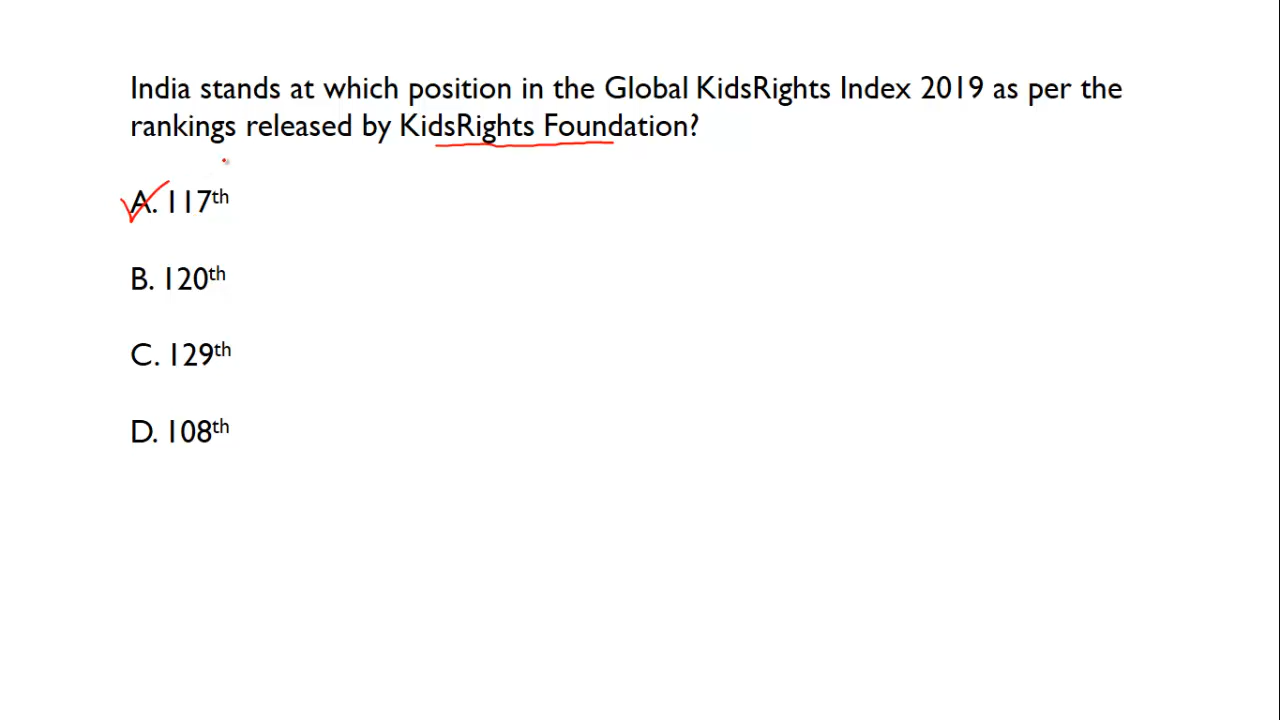 India stands at which position in the Global KidsRights Index 2019 as per the
rankings released by KidsRights Foundation?
A. 117th
B. 120th
C. 129th
D. 108th